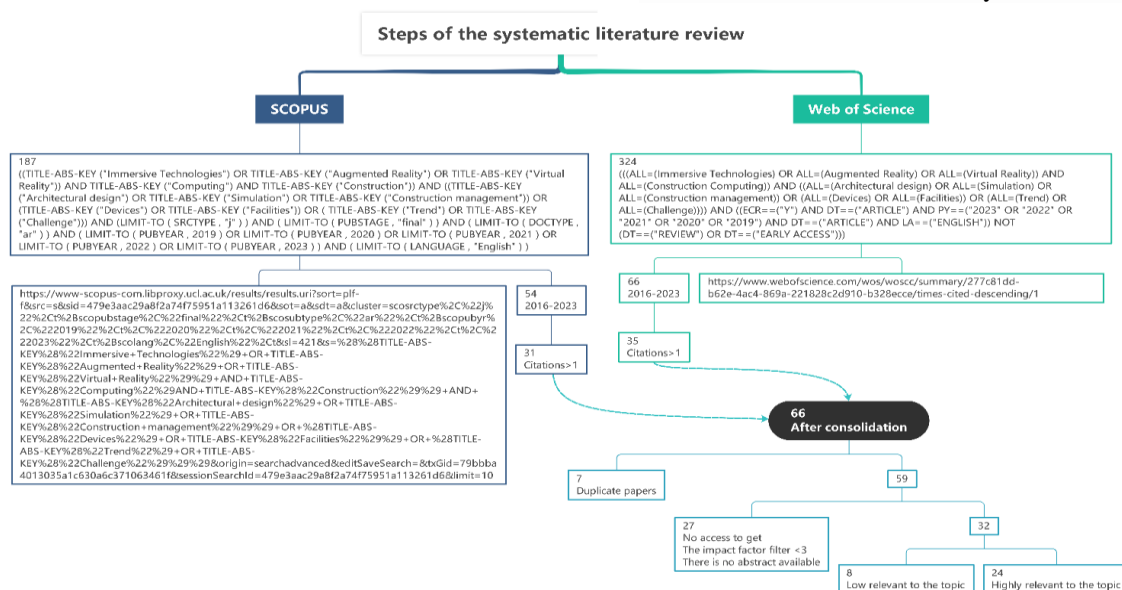 Steps of the systematic literature review
SCOPUS
Web of Science
187
((TITLE-ABS-KEY ("Immersive Technologies") OR TITLE-ABS-KEY ("Augmented Reality") OR TITLE-ABS-KEY ("Virtual
Reality")) AND TITLE-ABS-KEY ("Computing") AND TITLE-ABS-KEY ("Construction")) AND ((TITLE-ABS-KEY
("Architectural design") OR TITLE-ABS-KEY ("Simulation") OR TITLE-ABS-KEY ("Construction management")) OR
(TITLE-ABS-KEY ("Devices") OR TITLE-ABS-KEY ("Facilities")) OR ( TITLE-ABS-KEY ("Trend") OR TITLE-ABS-KEY
("Challenge"))) AND (LIMIT-TO ( SRCTYPE , "j" ) ) AND ( LIMIT-TO ( PUBSTAGE , "final" ) ) AND ( LIMIT-TO ( DOCTYPE ,
"ar" ) ) AND ( LIMIT-TO ( PUBYEAR , 2019 ) OR LIMIT-TO ( PUBYEAR , 2020 ) OR LIMIT-TO ( PUBYEAR , 2021 ) OR
LIMIT-TO ( PUBYEAR , 2022 ) OR LIMIT-TO ( PUBYEAR , 2023 ) ) AND ( LIMIT-TO ( LANGUAGE , "English" ) )
324
(((ALL=(Immersive Technologies) OR ALL=(Augmented Reality) OR ALL=(Virtual Reality)) AND
ALL=(Construction Computing)) AND ((ALL=(Architectural design) OR ALL=(Simulation) OR
ALL=(Construction management)) OR (ALL=(Devices) OR ALL=(Facilities)) OR (ALL=(Trend) OR
ALL=(Challenge)))) AND ((ECR=="Y") AND DT==("ARTICLE") AND PY==("2023" OR "2022" OR
"2021" OR "2020" OR "2019") AND DT==("ARTICLE") AND LA==("ENGLISH")) NOT
(DT==("REVIEW") OR DT==("EARLY ACCESS")))
https://www-scopus-com.libproxy.ucl.ac.uk/results/results.uri?sort=plf-
f&src=s&sid=479e3aac29a8f2a74f75951a113261d6&sot=a&sdt=a&cluster=scosrctype%2C%22j%
22%2Ct%2Bscopubstage%2C%22final%22%2Ct%2Bscosubtype%2C%22ar%22%2Ct%2Bscopubyr%
2C%222019%22%2Ct%2C%222020%22%2Ct%2C%222021%22%2Ct%2C%222022%22%2Ct%2C%2
22023%22%2Ct%2Bscolang%2C%22English%22%2Ct&sl=421&s=%28%28TITLE-ABS-
KEY%28%22Immersive+Technologies%22%29+OR+TITLE-ABS-
KEY%28%22Augmented+Reality%22%29+OR+TITLE-ABS-
KEY%28%22Virtual+Reality%22%29%29+AND+TITLE-ABS-
KEY%28%22Computing%22%29AND+TITLE-ABS-KEY%28%22Construction%22%29%29+AND+
%28%28TITLE-ABS-KEY%28%22Architectural+design%22%29+OR+TITLE-ABS-
KEY%28%22Simulation%22%29+OR+TITLE-ABS-
KEY%28%22Construction+management%22%29%29+OR+%28TITLE-ABS-
KEY%28%22Devices%22%29+OR+TITLE-ABS-KEY%28%22Facilities%22%29%29+OR+%28TITLE-
ABS-KEY%28%22Trend%22%29+OR+TITLE-ABS-
KEY%28%22Challenge%22%29%29%29&origin=searchadvanced&editSaveSearch=&txGid=79bbba
4013035a1c630a6c371063461f&sessionSearchId=479e3aac29a8f2a74f75951a113261d6&limit=10
54
2016-2023
31
Citations>1
66
2016-2023
https://www.webofscience.com/wos/woscc/summary/277c81dd-
b62e-4ac4-869a-221828c2d910-b328ecce/times-cited-descending/1
35
Citations>1
66
After consolidation
7
Duplicate papers
59
27
No access to get
The impact factor filter <3
There is no abstract available
32
8
Low relevant to the topic
24
Highly relevant to the topic